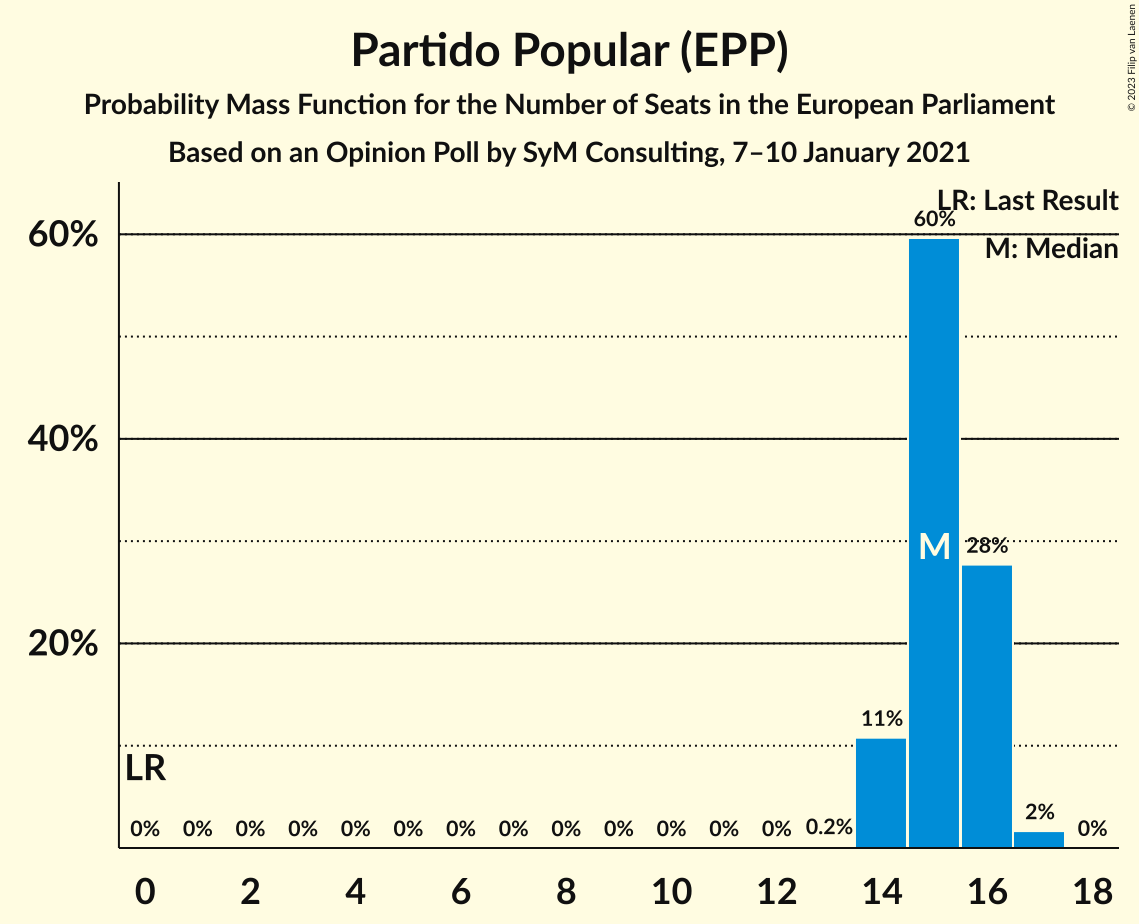 Partido Popular (EPP)
Probability Mass Function for the Number of Seats in the European Parliament
Based on an Opinion Poll by SyM Consulting, 7–10 January 2021
© 2023 Filip van Laenen
LR: Last Result
M: Median
60%
40%
20%
LR
M
0% 0% 0% 0% 0% 0% 0% 0% 0% 0% 0% 0% 0% 0.2% 11% 60% 28% 2% 0%
0 2 4 6 8 10 12 14 16 18